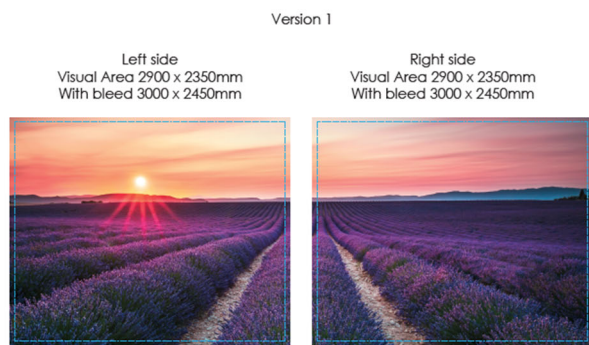 Version 1
Left side
Visual Area 2900 x 2350mm
With bleed 3000 x 2450mm
Right side
Visual Area 2900 x 2350mm
With bleed 3000 x 2450mm